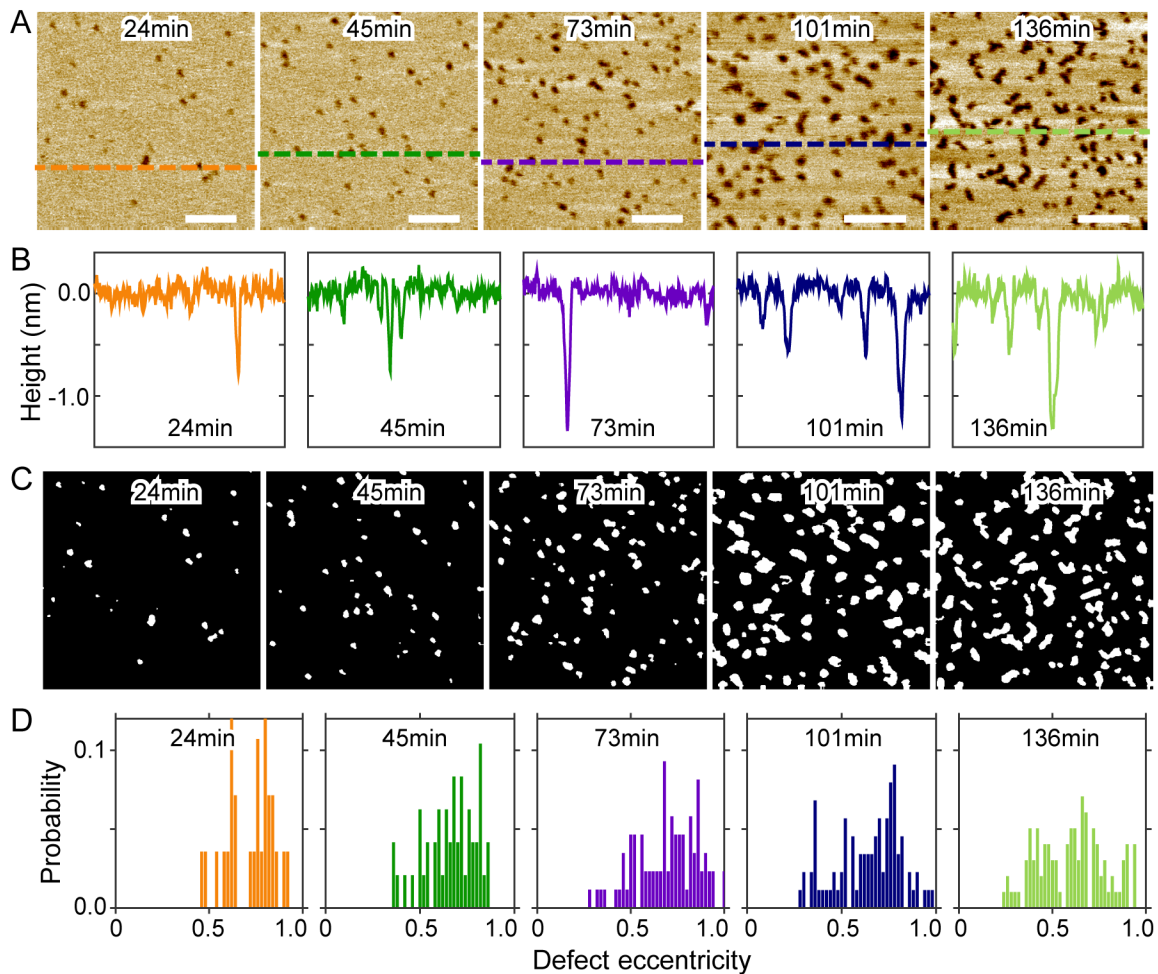 A
24min 45min 73min 101min 136min
B
Height (nm)
0.0
-1.0
24min 45min 73min 101min 136min
C
24min 45min 73min 101min 136min
D
Probability
0.1
0.0
24min 45min 73min 101min 136min
0 0.5 1.0 0 0.5 1.0 0 0.5 1.0 0 0.5 1.0 0 0.5 1.0
Defect eccentricity